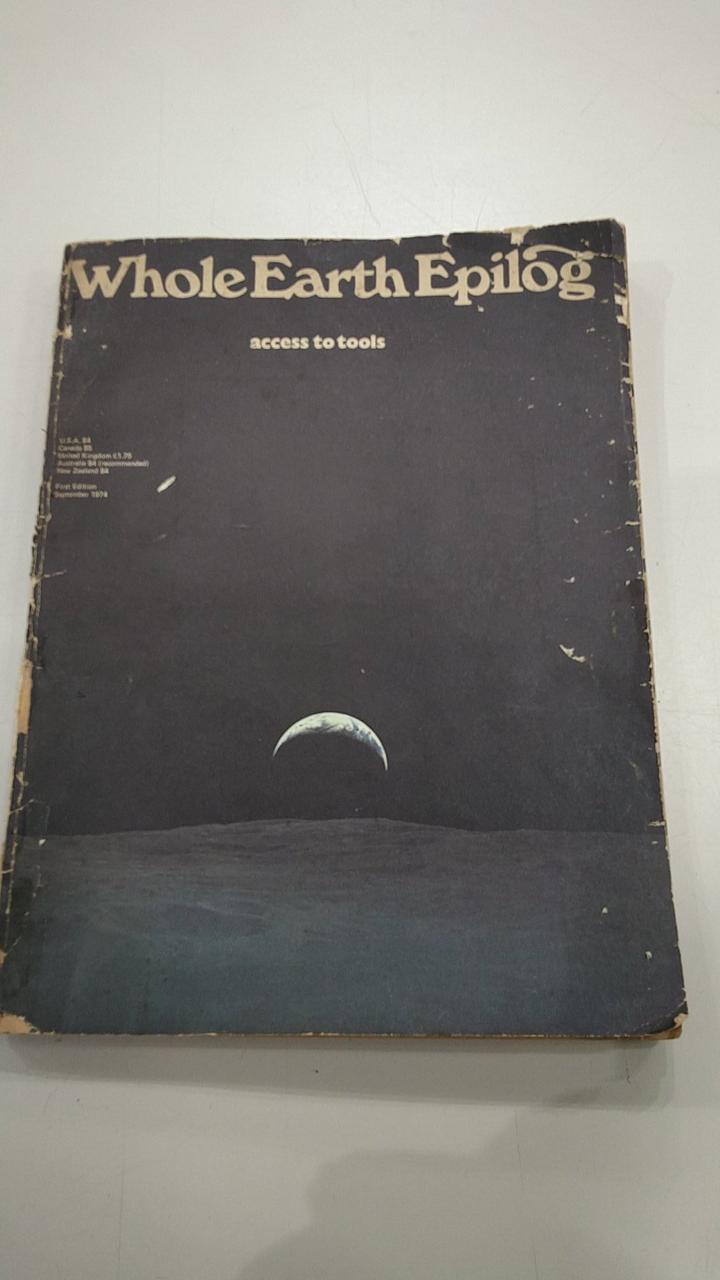 Whole Earth Epilog
access to tools
U.S.A. $4
Canada $5
United Kingdom £1.75
Australia $4 (recommended)
New Zealand $4
First Edition
September 1974